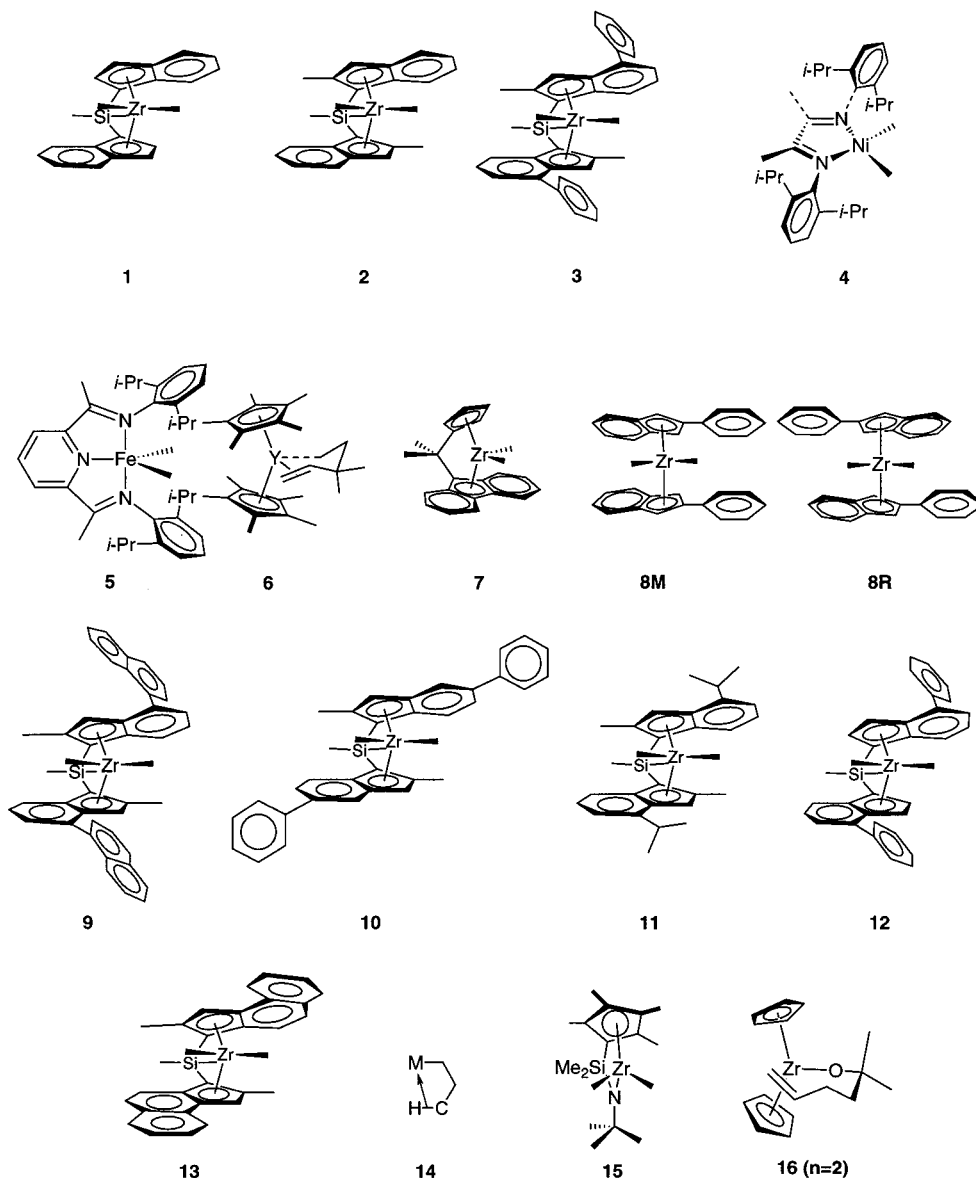 Zr
Si
1
Zr
Si
2
Zr
Si
3
i-Pr
i-Pr
N
Ni
N
i-Pr
i-Pr
4
i-Pr
i-Pr
N
N
Fe
N
i-Pr
i-Pr
5
Y
6
Zr
7
Zr
8M
Zr
8R
Zr
Si
9
Zr
Si
10
Zr
Si
11
Zr
Si
12
Zr
Si
13
M
H C
14
Me2Si
Zr
N
15
Zr O
16 (n=2)